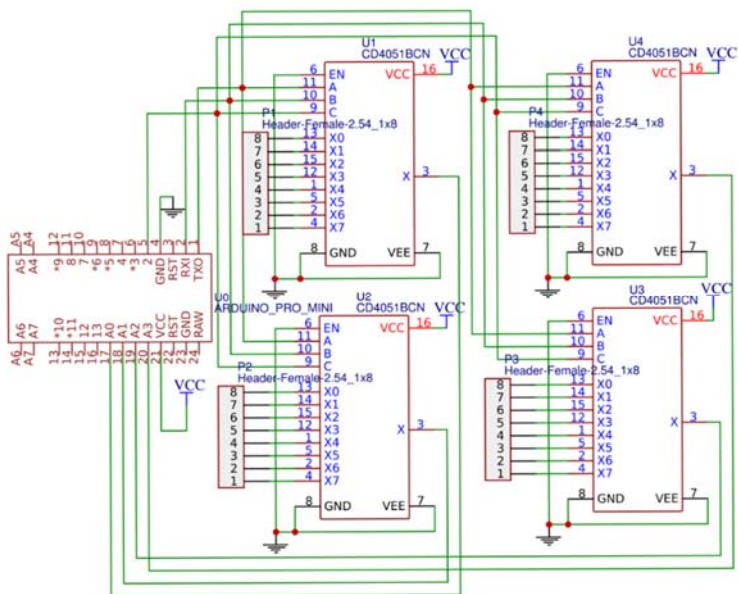 U1
CD4051BCN
VCC
6 EN VCC 16
11 A
10 B
9 C
P1
Header-Female-2.54_1x8
8 13 X0
7 14 X1
6 15 X2
5 12 X3 X 3
4 1 X4
3 5 X5
2 2 X6
1 4 X7
8 GND VEE 7
U4
CD4051BCN
VCC
6 EN VCC 16
11 A
10 B
9 C
P4
Header-Female-2.54_1x8
8 13 X0
7 14 X1
6 15 X2
5 12 X3 X 3
4 1 X4
3 5 X5
2 2 X6
1 4 X7
8 GND VEE 7
A5 A4 12 11 10 9 8 7 6 5 4 3 2 1
A5 A4 *9 8 7 *6 *5 4 *3 2 GND RST RXI TXO
U0
ARDUINO_PRO_MINI
A6 A7 *10 *11 12 13 A0 A1 A2 A3 VCC RST GND RAW
A6 A7 13 14 15 16 17 18 19 20 21 22 23 24
VCC
U2
CD4051BCN
VCC
6 EN VCC 16
11 A
10 B
9 C
P2
Header-Female-2.54_1x8
8 13 X0
7 14 X1
6 15 X2
5 12 X3 X 3
4 1 X4
3 5 X5
2 2 X6
1 4 X7
8 GND VEE 7
U3
CD4051BCN
VCC
6 EN VCC 16
11 A
10 B
9 C
P3
Header-Female-2.54_1x8
8 13 X0
7 14 X1
6 15 X2
5 12 X3 X 3
4 1 X4
3 5 X5
2 2 X6
1 4 X7
8 GND VEE 7